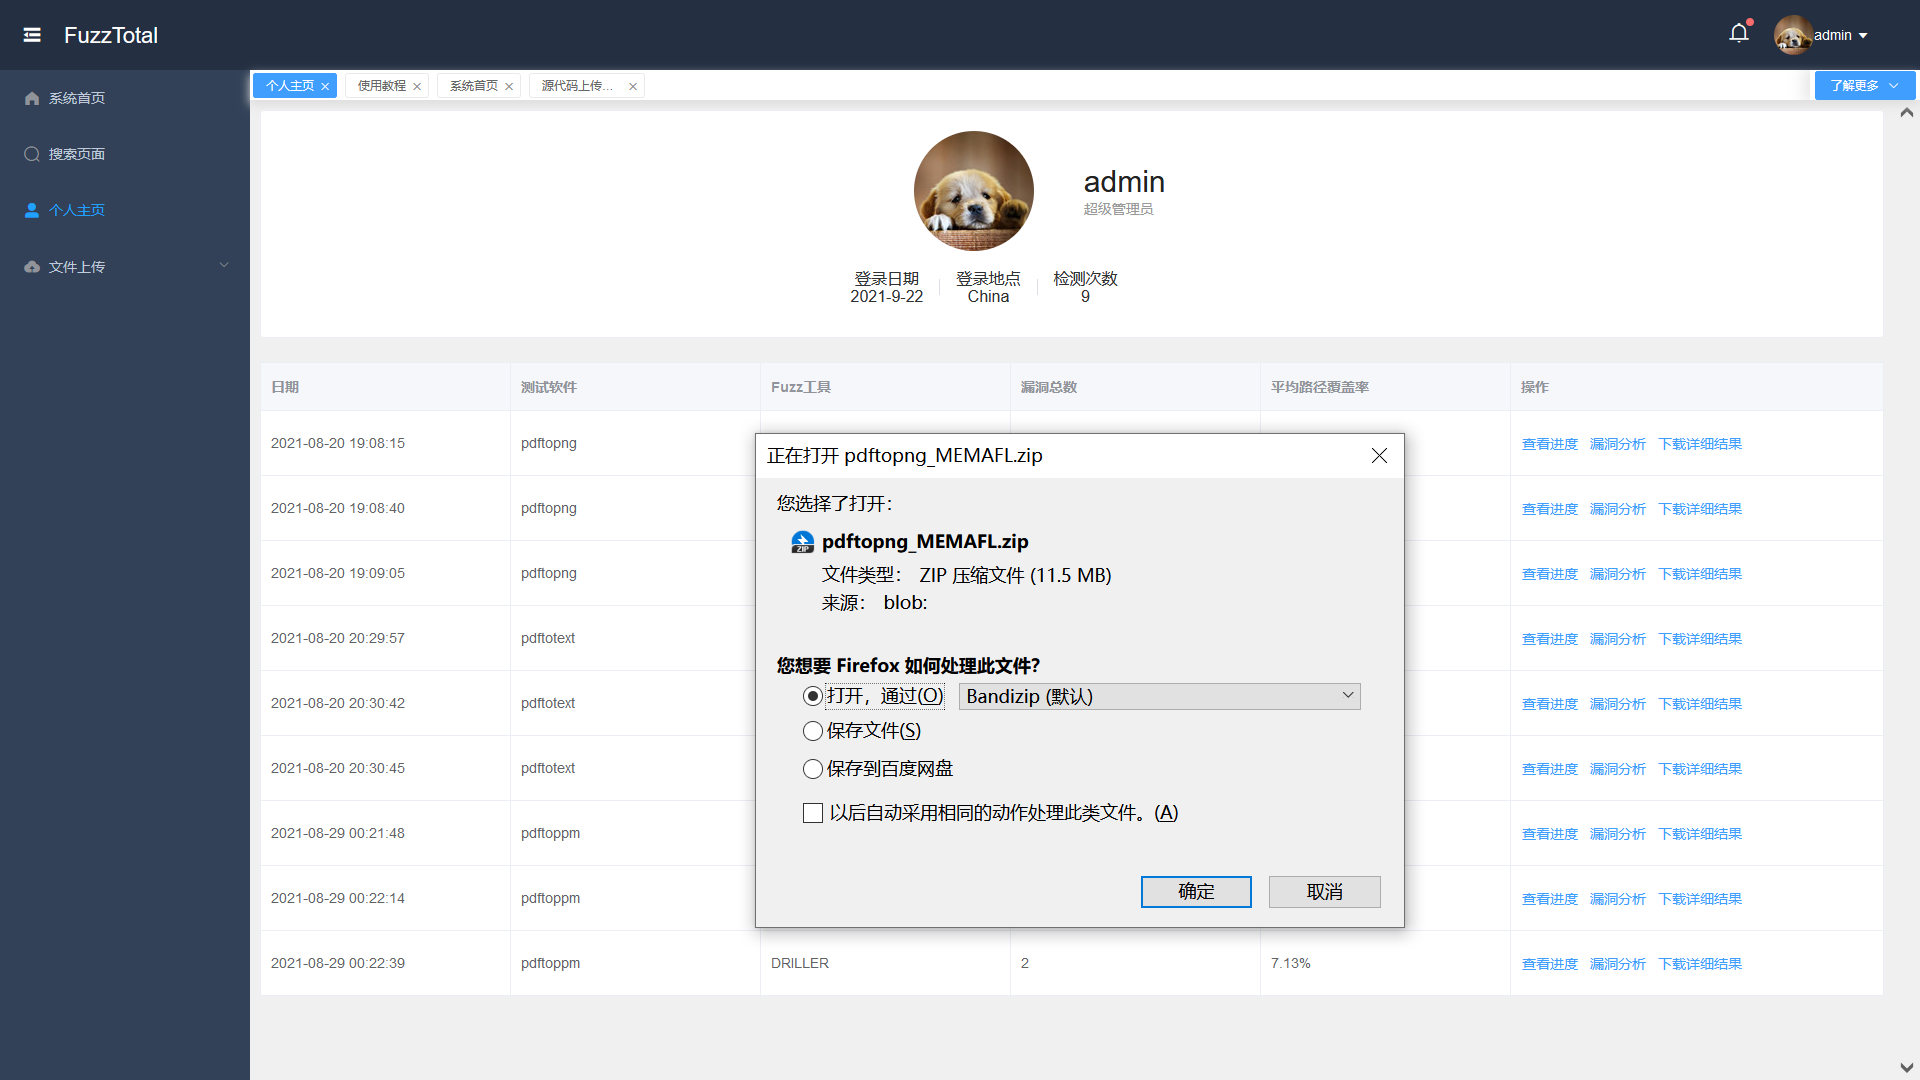 FuzzTotal
admin
系统首页
搜索页面
个人主页
文件上传
个人主页
使用教程
系统首页
源代码上传...
了解更多
admin
超级管理员
登录日期 登录地点 检测次数
2021-9-22 China 9
日期 测试软件 Fuzz工具 漏洞总数 平均路径覆盖率 操作
2021-08-20 19:08:15 pdftopng 查看进度 漏洞分析 下载详细结果
2021-08-20 19:08:40 pdftopng 查看进度 漏洞分析 下载详细结果
2021-08-20 19:09:05 pdftopng 查看进度 漏洞分析 下载详细结果
2021-08-20 20:29:57 pdftotext 查看进度 漏洞分析 下载详细结果
2021-08-20 20:30:42 pdftotext 查看进度 漏洞分析 下载详细结果
2021-08-20 20:30:45 pdftotext 查看进度 漏洞分析 下载详细结果
2021-08-29 00:21:48 pdftoppm 查看进度 漏洞分析 下载详细结果
2021-08-29 00:22:14 pdftoppm 查看进度 漏洞分析 下载详细结果
2021-08-29 00:22:39 pdftoppm DRILLER 2 7.13% 查看进度 漏洞分析 下载详细结果
正在打开 pdftopng_MEMAFL.zip
您选择了打开：
ZIP
pdftopng_MEMAFL.zip
文件类型： ZIP 压缩文件 (11.5 MB)
来源： blob:
您想要 Firefox 如何处理此文件？
打开，通过(O) Bandizip (默认)
保存文件(S)
保存到百度网盘
以后自动采用相同的动作处理此类文件。(A)
确定 取消